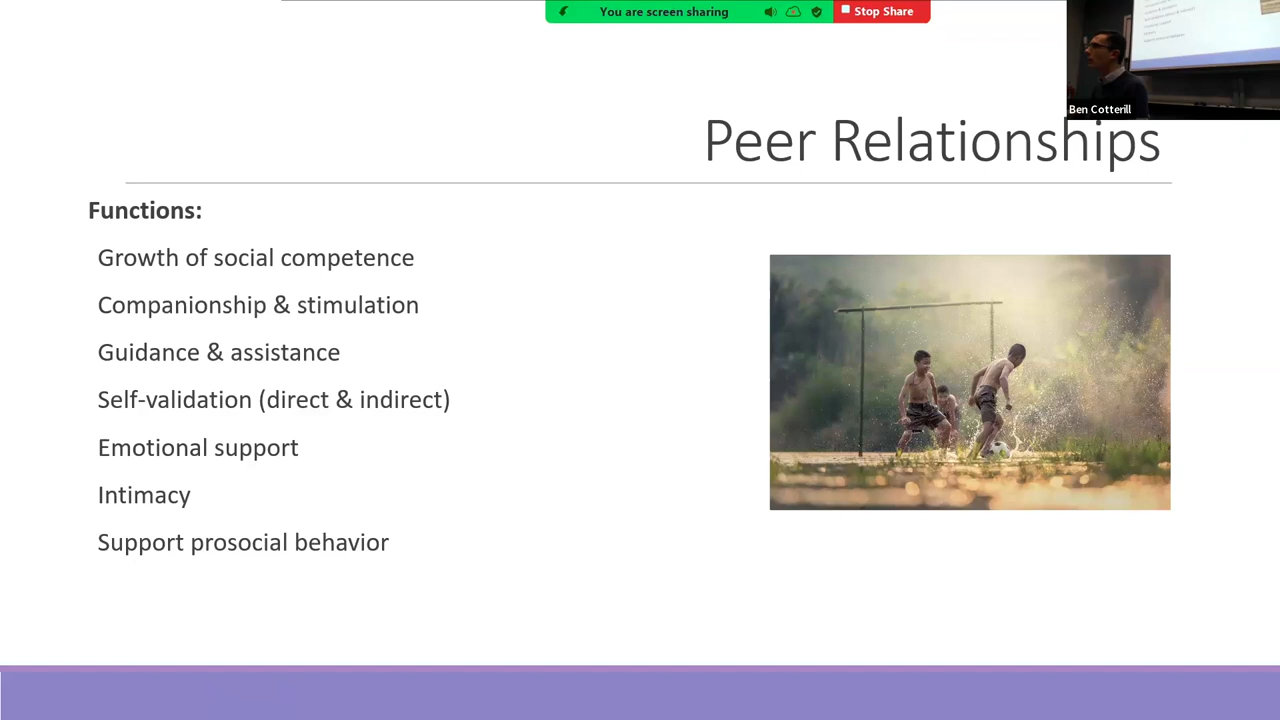 You are screen sharing
Stop Share
Ben Cotterill
Peer Relationships
Functions:
Growth of social competence
Companionship & stimulation
Guidance & assistance
Self-validation (direct & indirect)
Emotional support
Intimacy
Support prosocial behavior